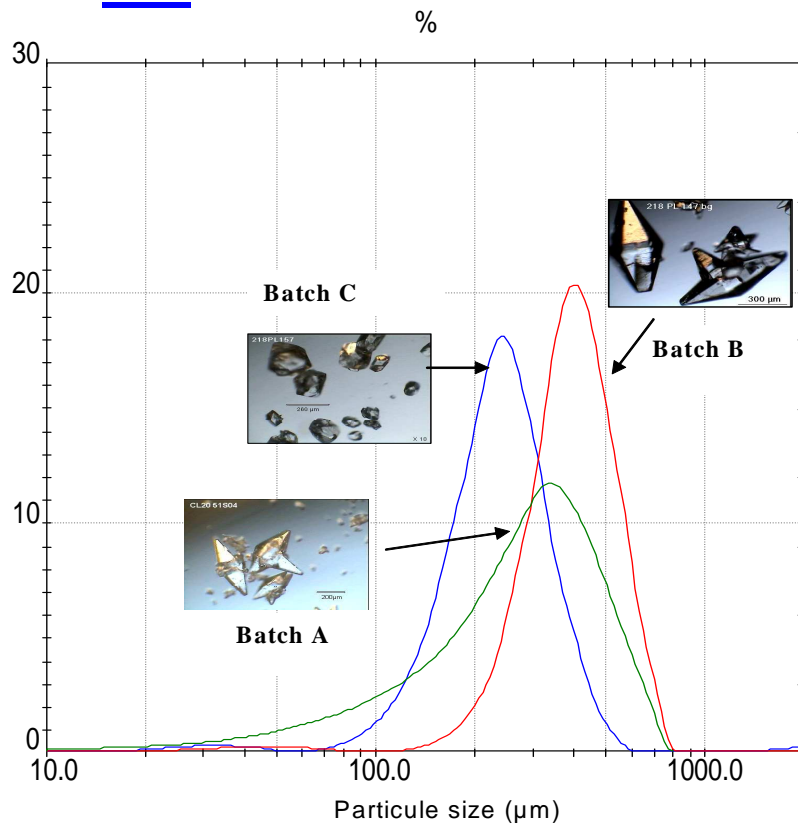 %
30
20
10
0
10.0
100.0
1000.0
Particule size (µm)
Batch C
218PL157
260 µm
X 10
218 PL 147 bg
300 µm
Batch B
CL20 51S04
200µm
Batch A